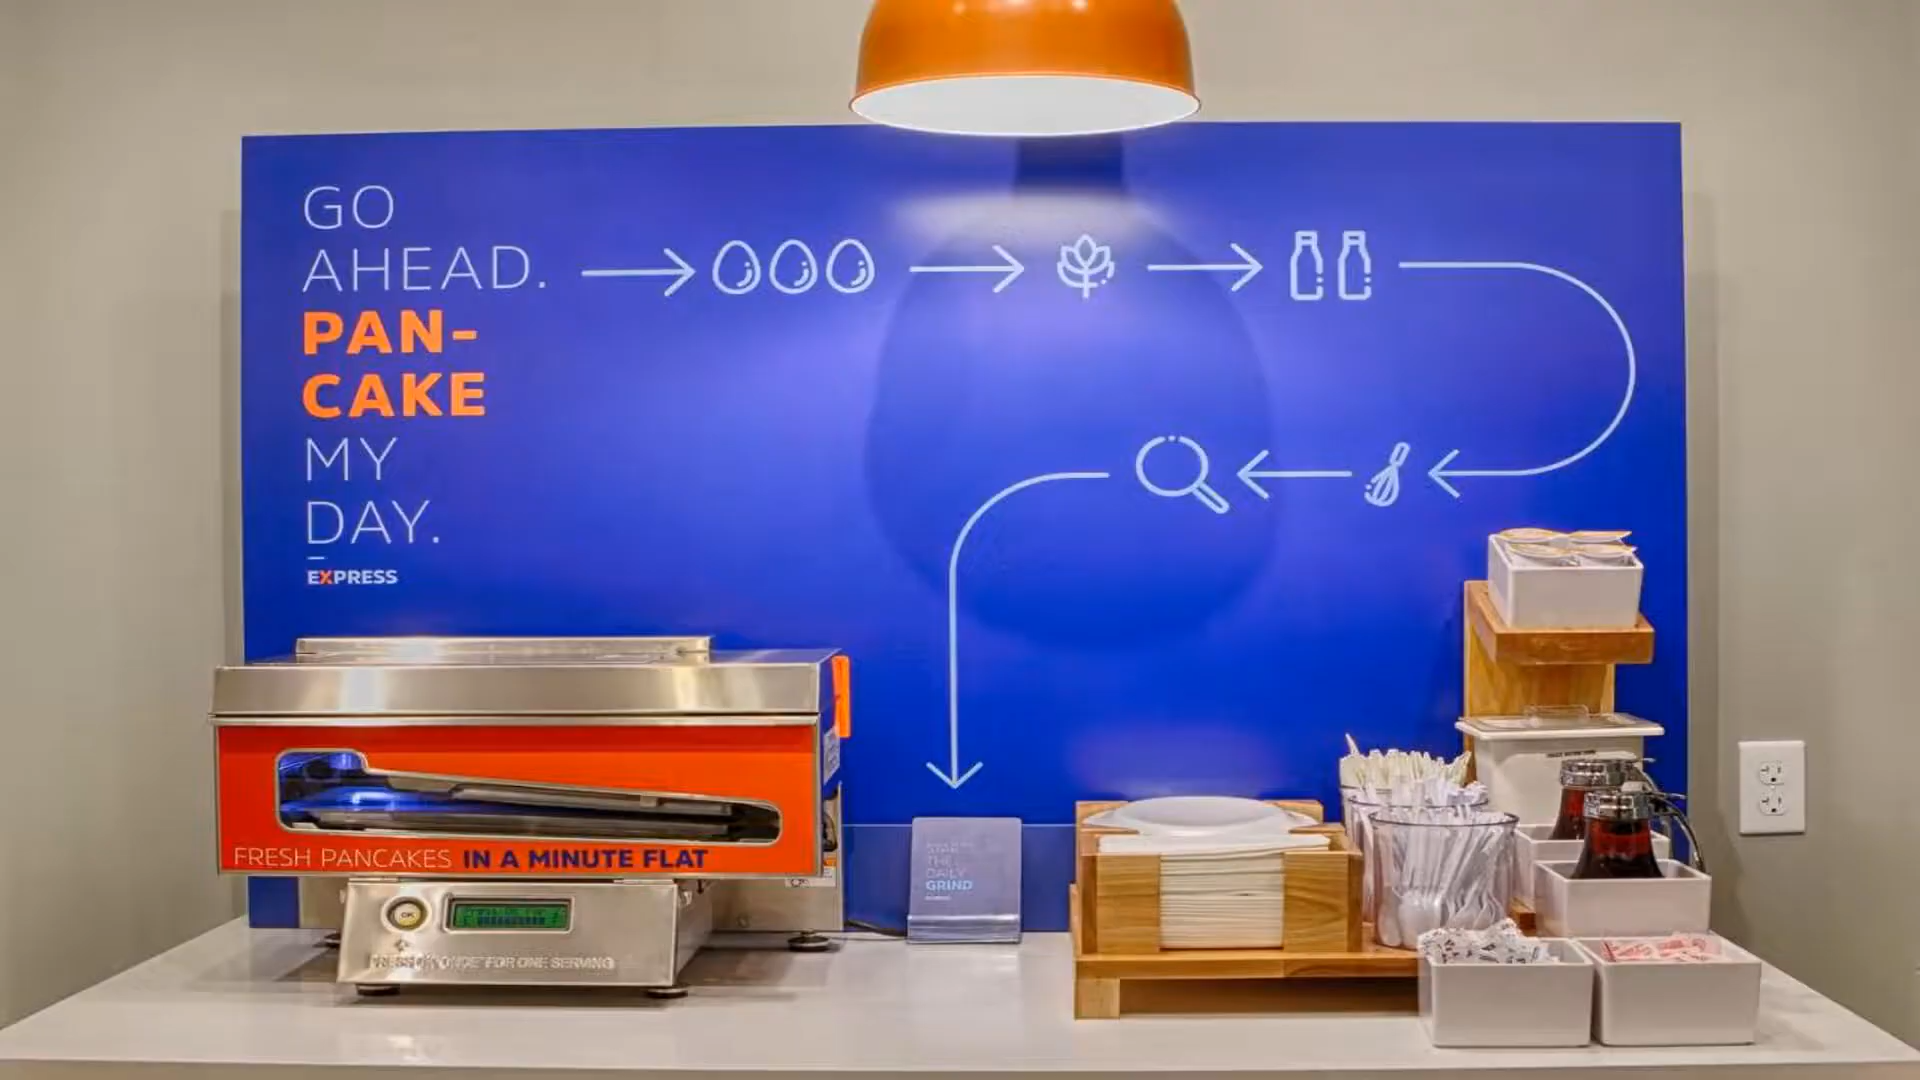 GO
AHEAD.
PAN-
CAKE
MY
DAY.
EXPRESS
FRESH PANCAKES IN A MINUTE FLAT
OK
PRESS OK ONCE FOR ONE SERVING
THE
DAILY
GRIND